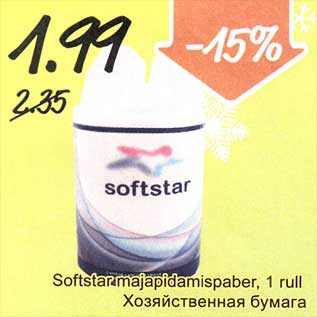 1.99
-15%
2.35
softstar
Softstar majapidamispaber, 1 rull
Хозяйственная бумага